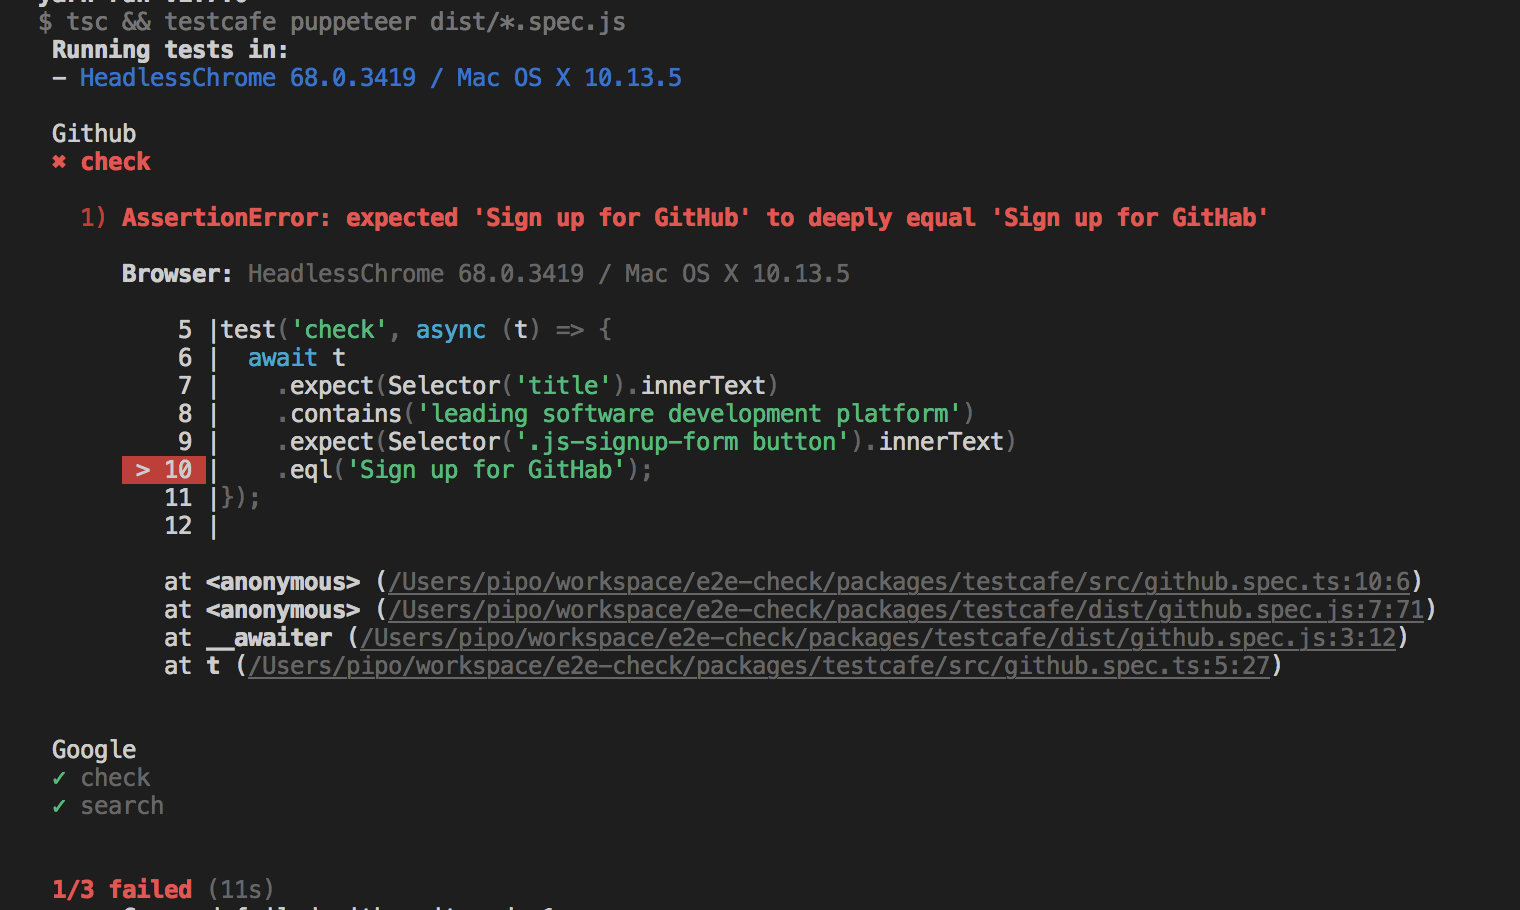 $ tsc && testcafe puppeteer dist/*.spec.js
Running tests in:
- HeadlessChrome 68.0.3419 / Mac OS X 10.13.5
Github
✖ check
1) AssertionError: expected 'Sign up for GitHub' to deeply equal 'Sign up for GitHab'
Browser: HeadlessChrome 68.0.3419 / Mac OS X 10.13.5
5 |test('check', async (t) => {
6 |  await t
7 |    .expect(Selector('title').innerText)
8 |    .contains('leading software development platform')
9 |    .expect(Selector('.js-signup-form button').innerText)
> 10 |    .eql('Sign up for GitHab');
11 |});
12 |
at <anonymous> (/Users/pipo/workspace/e2e-check/packages/testcafe/src/github.spec.ts:10:6)
at <anonymous> (/Users/pipo/workspace/e2e-check/packages/testcafe/dist/github.spec.js:7:71)
at __awaiter (/Users/pipo/workspace/e2e-check/packages/testcafe/dist/github.spec.js:3:12)
at t (/Users/pipo/workspace/e2e-check/packages/testcafe/src/github.spec.ts:5:27)
Google
✓ check
✓ search
1/3 failed (11s)